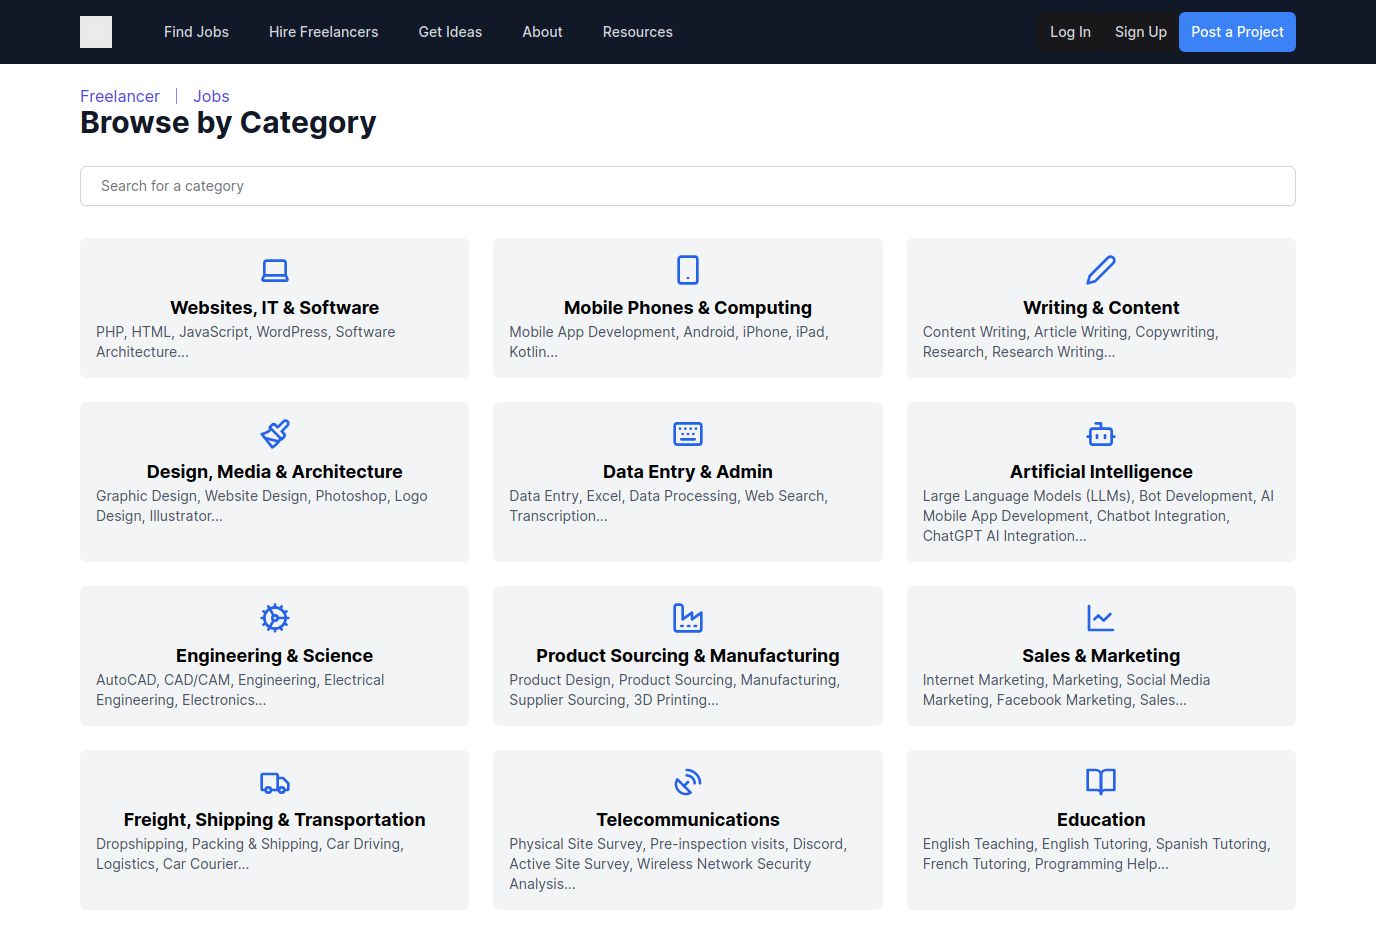 Find Jobs
Hire Freelancers
Get Ideas
About
Resources
Log In
Sign Up
Post a Project
Freelancer
Jobs
Browse by Category
Search for a category
Websites, IT & Software
PHP, HTML, JavaScript, WordPress, Software
Architecture...
Mobile Phones & Computing
Mobile App Development, Android, iPhone, iPad,
Kotlin...
Writing & Content
Content Writing, Article Writing, Copywriting,
Research, Research Writing...
Design, Media & Architecture
Graphic Design, Website Design, Photoshop, Logo
Design, Illustrator...
Data Entry & Admin
Data Entry, Excel, Data Processing, Web Search,
Transcription...
Artificial Intelligence
Large Language Models (LLMs), Bot Development, AI
Mobile App Development, Chatbot Integration,
ChatGPT AI Integration...
Engineering & Science
AutoCAD, CAD/CAM, Engineering, Electrical
Engineering, Electronics...
Product Sourcing & Manufacturing
Product Design, Product Sourcing, Manufacturing,
Supplier Sourcing, 3D Printing...
Sales & Marketing
Internet Marketing, Marketing, Social Media
Marketing, Facebook Marketing, Sales...
Freight, Shipping & Transportation
Dropshipping, Packing & Shipping, Car Driving,
Logistics, Car Courier...
Telecommunications
Physical Site Survey, Pre-inspection visits, Discord,
Active Site Survey, Wireless Network Security
Analysis...
Education
English Teaching, English Tutoring, Spanish Tutoring,
French Tutoring, Programming Help...